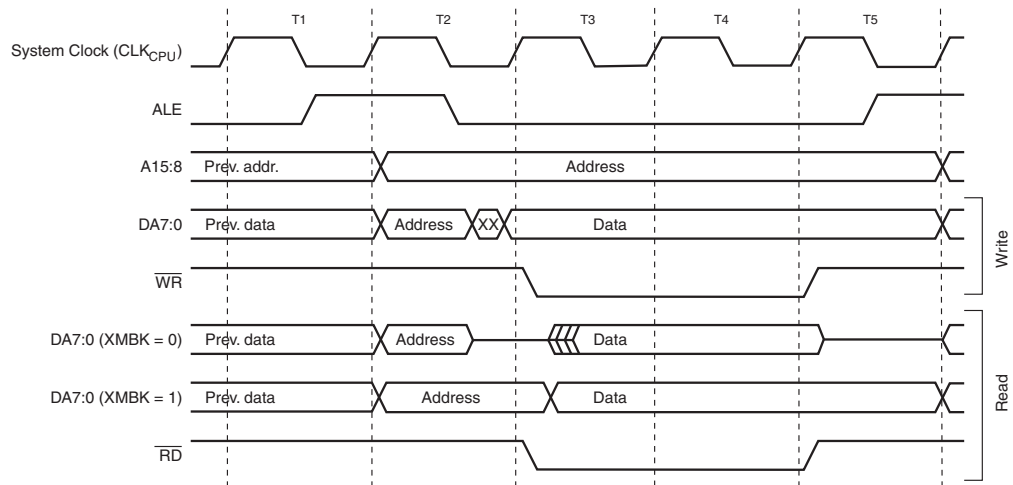 T1 T2 T3 T4 T5
System Clock (CLKCPU)
ALE
A15:8 Prev. addr. Address
DA7:0 Prev. data Address XX Data
WR
Write
DA7:0 (XMBK = 0) Prev. data Address Data
DA7:0 (XMBK = 1) Prev. data Address Data
RD
Read